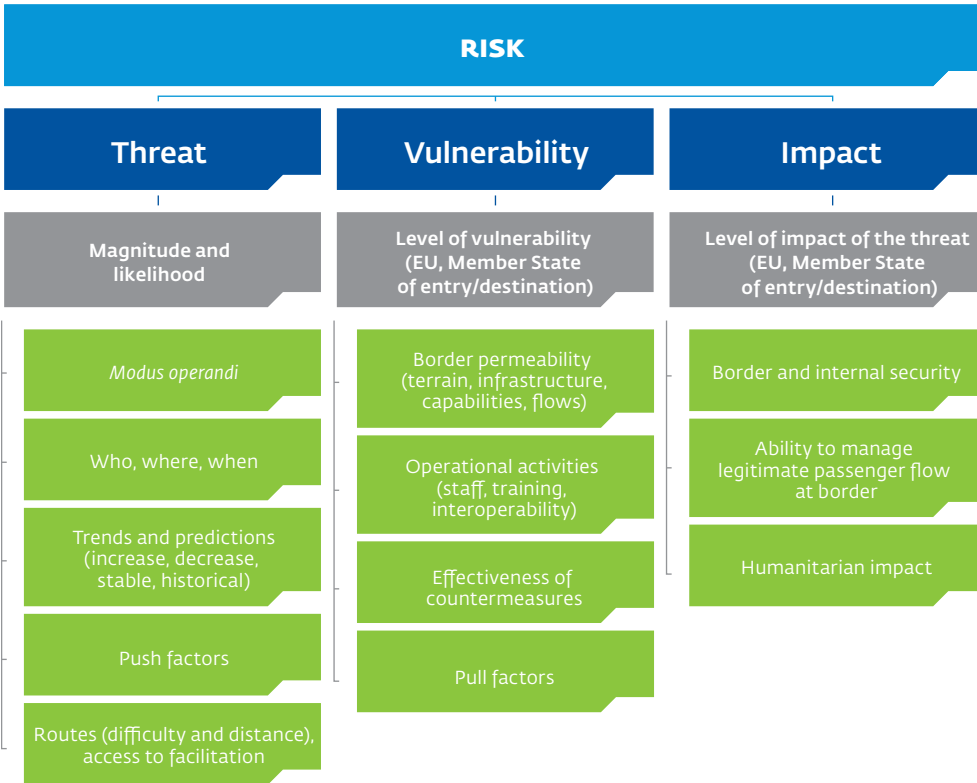 RISK
Threat
Vulnerability
Impact
Magnitude and
likelihood
Level of vulnerability
(EU, Member State
of entry/destination)
Level of impact of the threat
(EU, Member State
of entry/destination)
Modus operandi
Who, where, when
Trends and predictions
(increase, decrease,
stable, historical)
Push factors
Routes (difficulty and distance),
access to facilitation
Border permeability
(terrain, infrastructure,
capabilities, flows)
Operational activities
(staff, training,
interoperability)
Effectiveness of
countermeasures
Pull factors
Border and internal security
Ability to manage
legitimate passenger flow
at border
Humanitarian impact